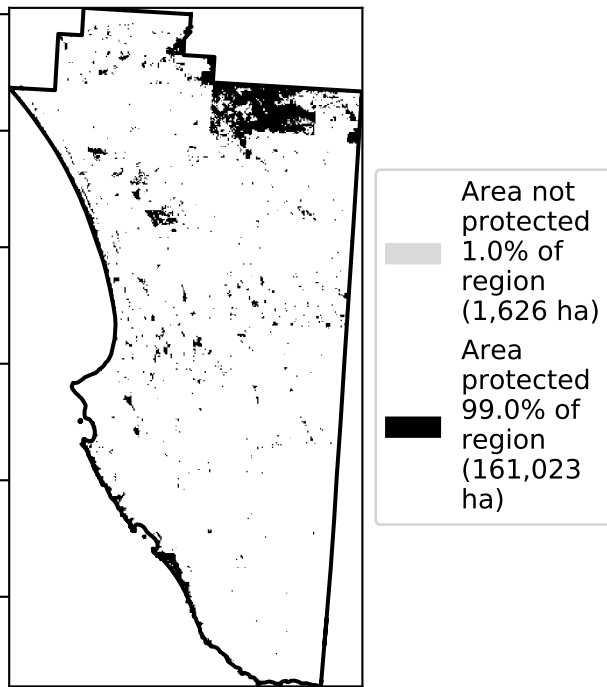 Area not
protected
1.0% of
region
(1,626 ha)
Area
protected
99.0% of
region
(161,023
ha)